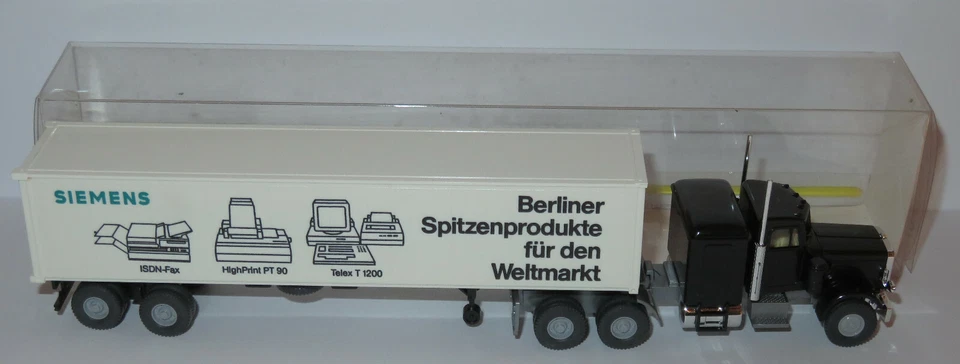 SIEMENS
ISDN-Fax
HighPrint PT 90
Telex T 1200
Berliner
Spitzenprodukte
für den
Weltmarkt